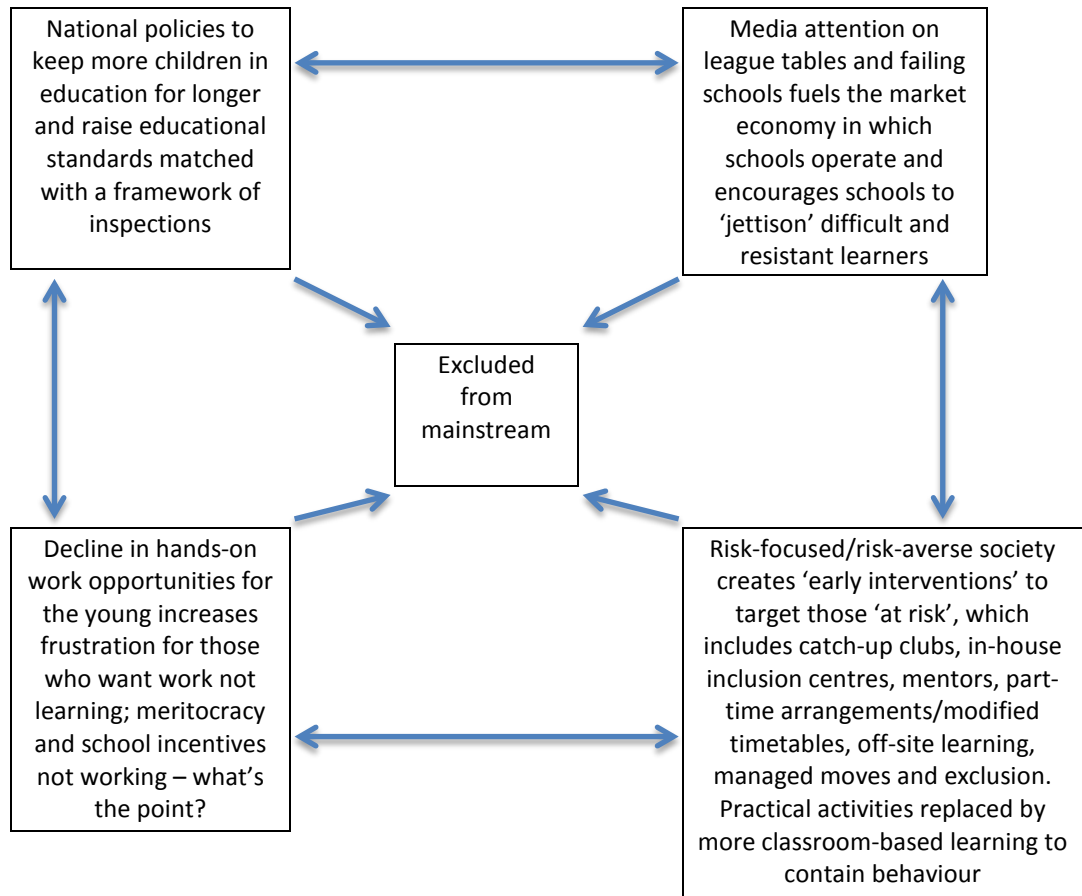 National policies to
keep more children in
education for longer
and raise educational
standards matched
with a framework of
inspections
Media attention on
league tables and failing
schools fuels the market
economy in which
schools operate and
encourages schools to
‘jettison’ difficult and
resistant learners
Excluded
from
mainstream
Decline in hands-on
work opportunities for
the young increases
frustration for those
who want work not
learning; meritocracy
and school incentives
not working – what’s
the point?
Risk-focused/risk-averse society
creates ‘early interventions’ to
target those ‘at risk’, which
includes catch-up clubs, in-house
inclusion centres, mentors, part-
time arrangements/modified
timetables, off-site learning,
managed moves and exclusion.
Practical activities replaced by
more classroom-based learning to
contain behaviour